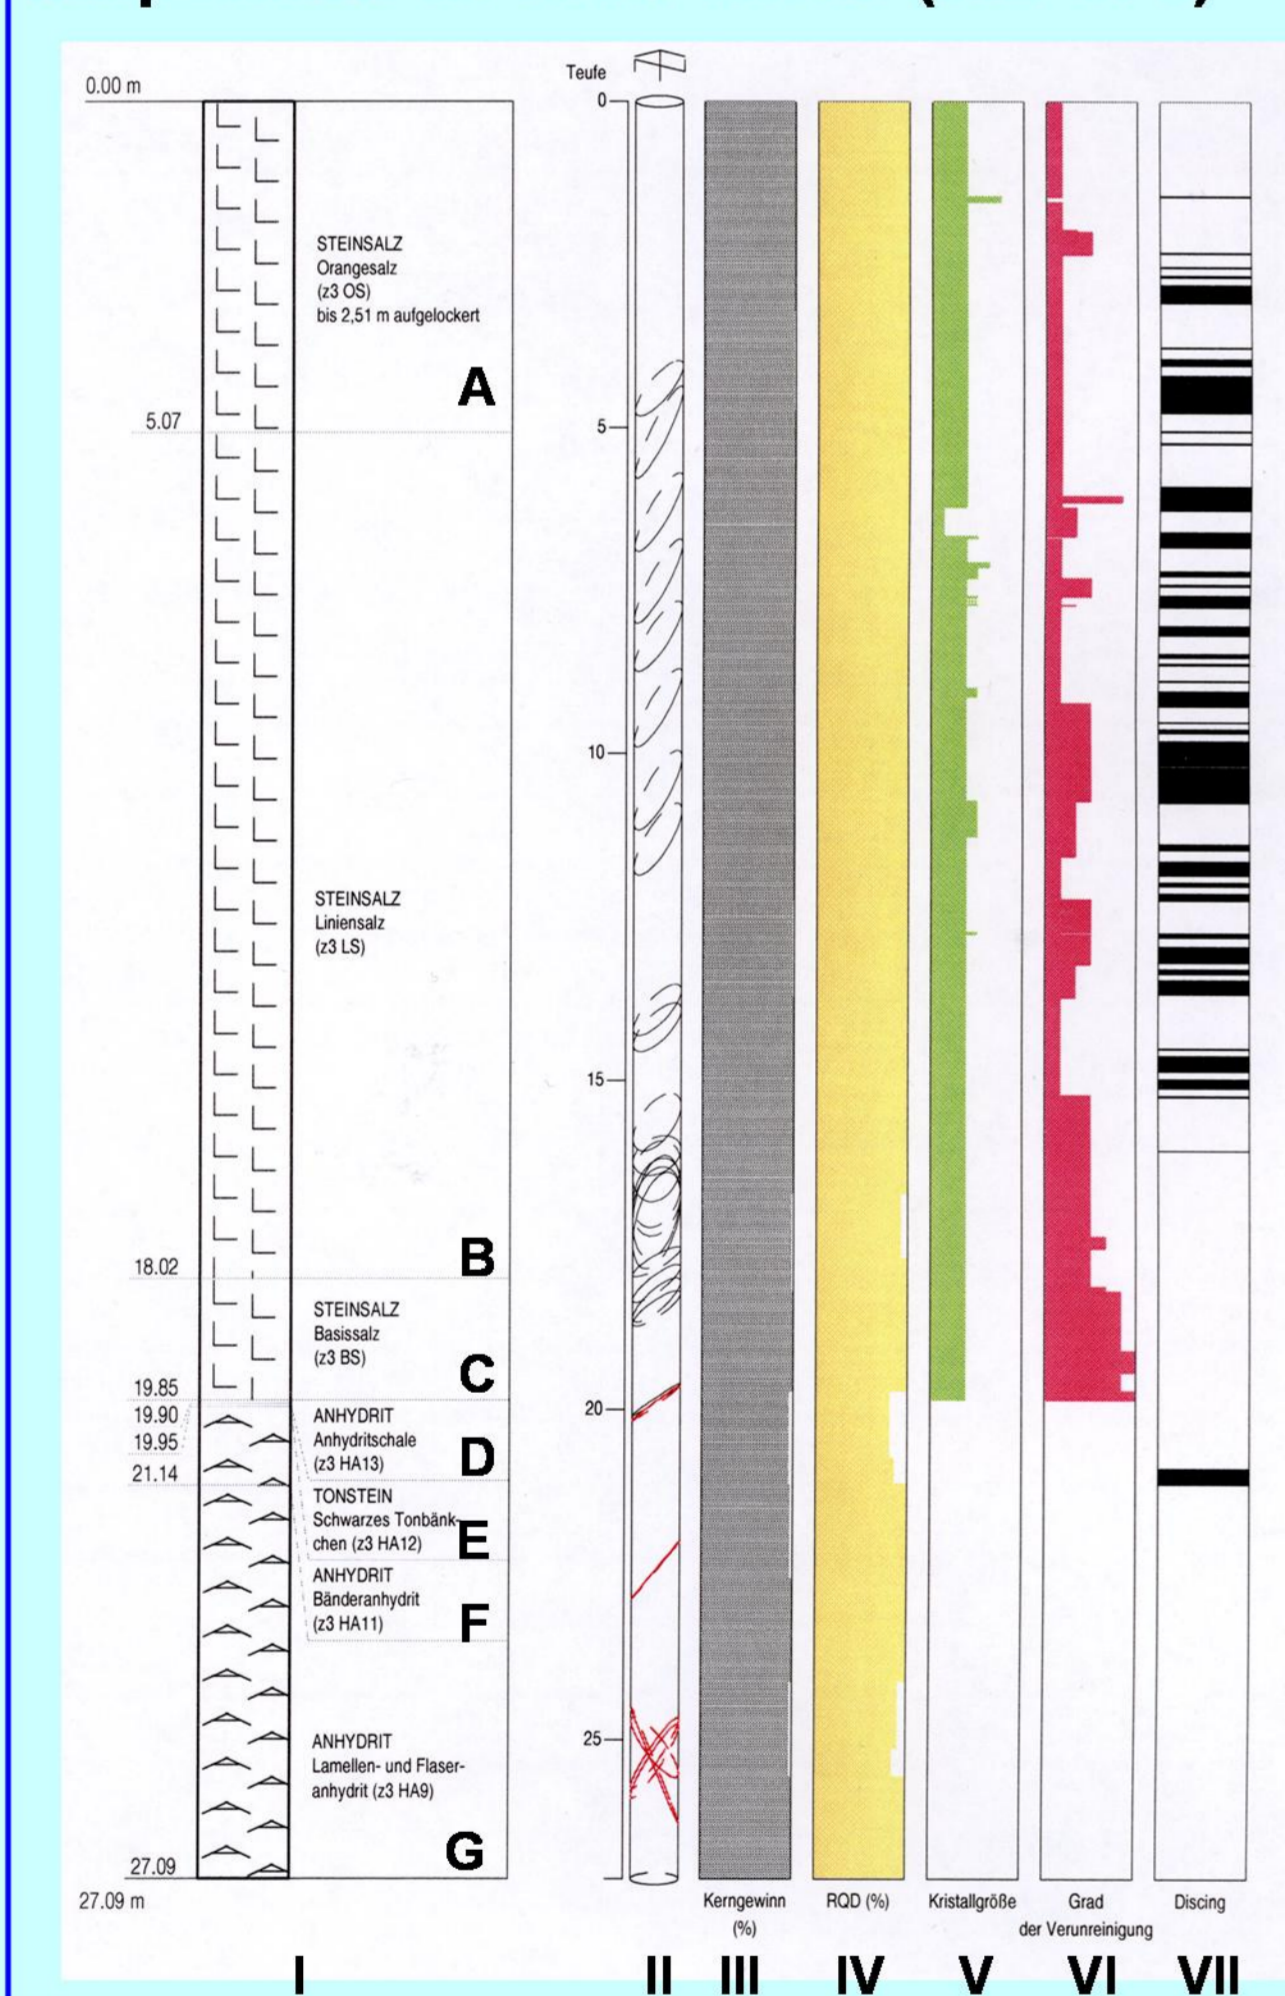 Teufe
0.00 m
0
STEINSALZ
Orangesalz
(z3 OS)
bis 2,51 m aufgelockert
A
5.07
5
10
STEINSALZ
Liniensalz
(z3 LS)
15
B
18.02
STEINSALZ
Basissalz
(z3 BS)
C
19.85
19.90
19.95
21.14
20
ANHYDRIT
Anhydritschale
(z3 HA13)
D
TONSTEIN
Schwarzes Tonbänk-
chen (z3 HA12)
E
ANHYDRIT
Bänderanhydrit
(z3 HA11)
F
25
ANHYDRIT
Lamellen- und Flaser-
anhydrit (z3 HA9)
G
27.09
27.09 m
Kerngewinn
(%)
RQD (%)
Kristallgröße
Grad
der Verunreinigung
Discing
I II III IV V VI VII